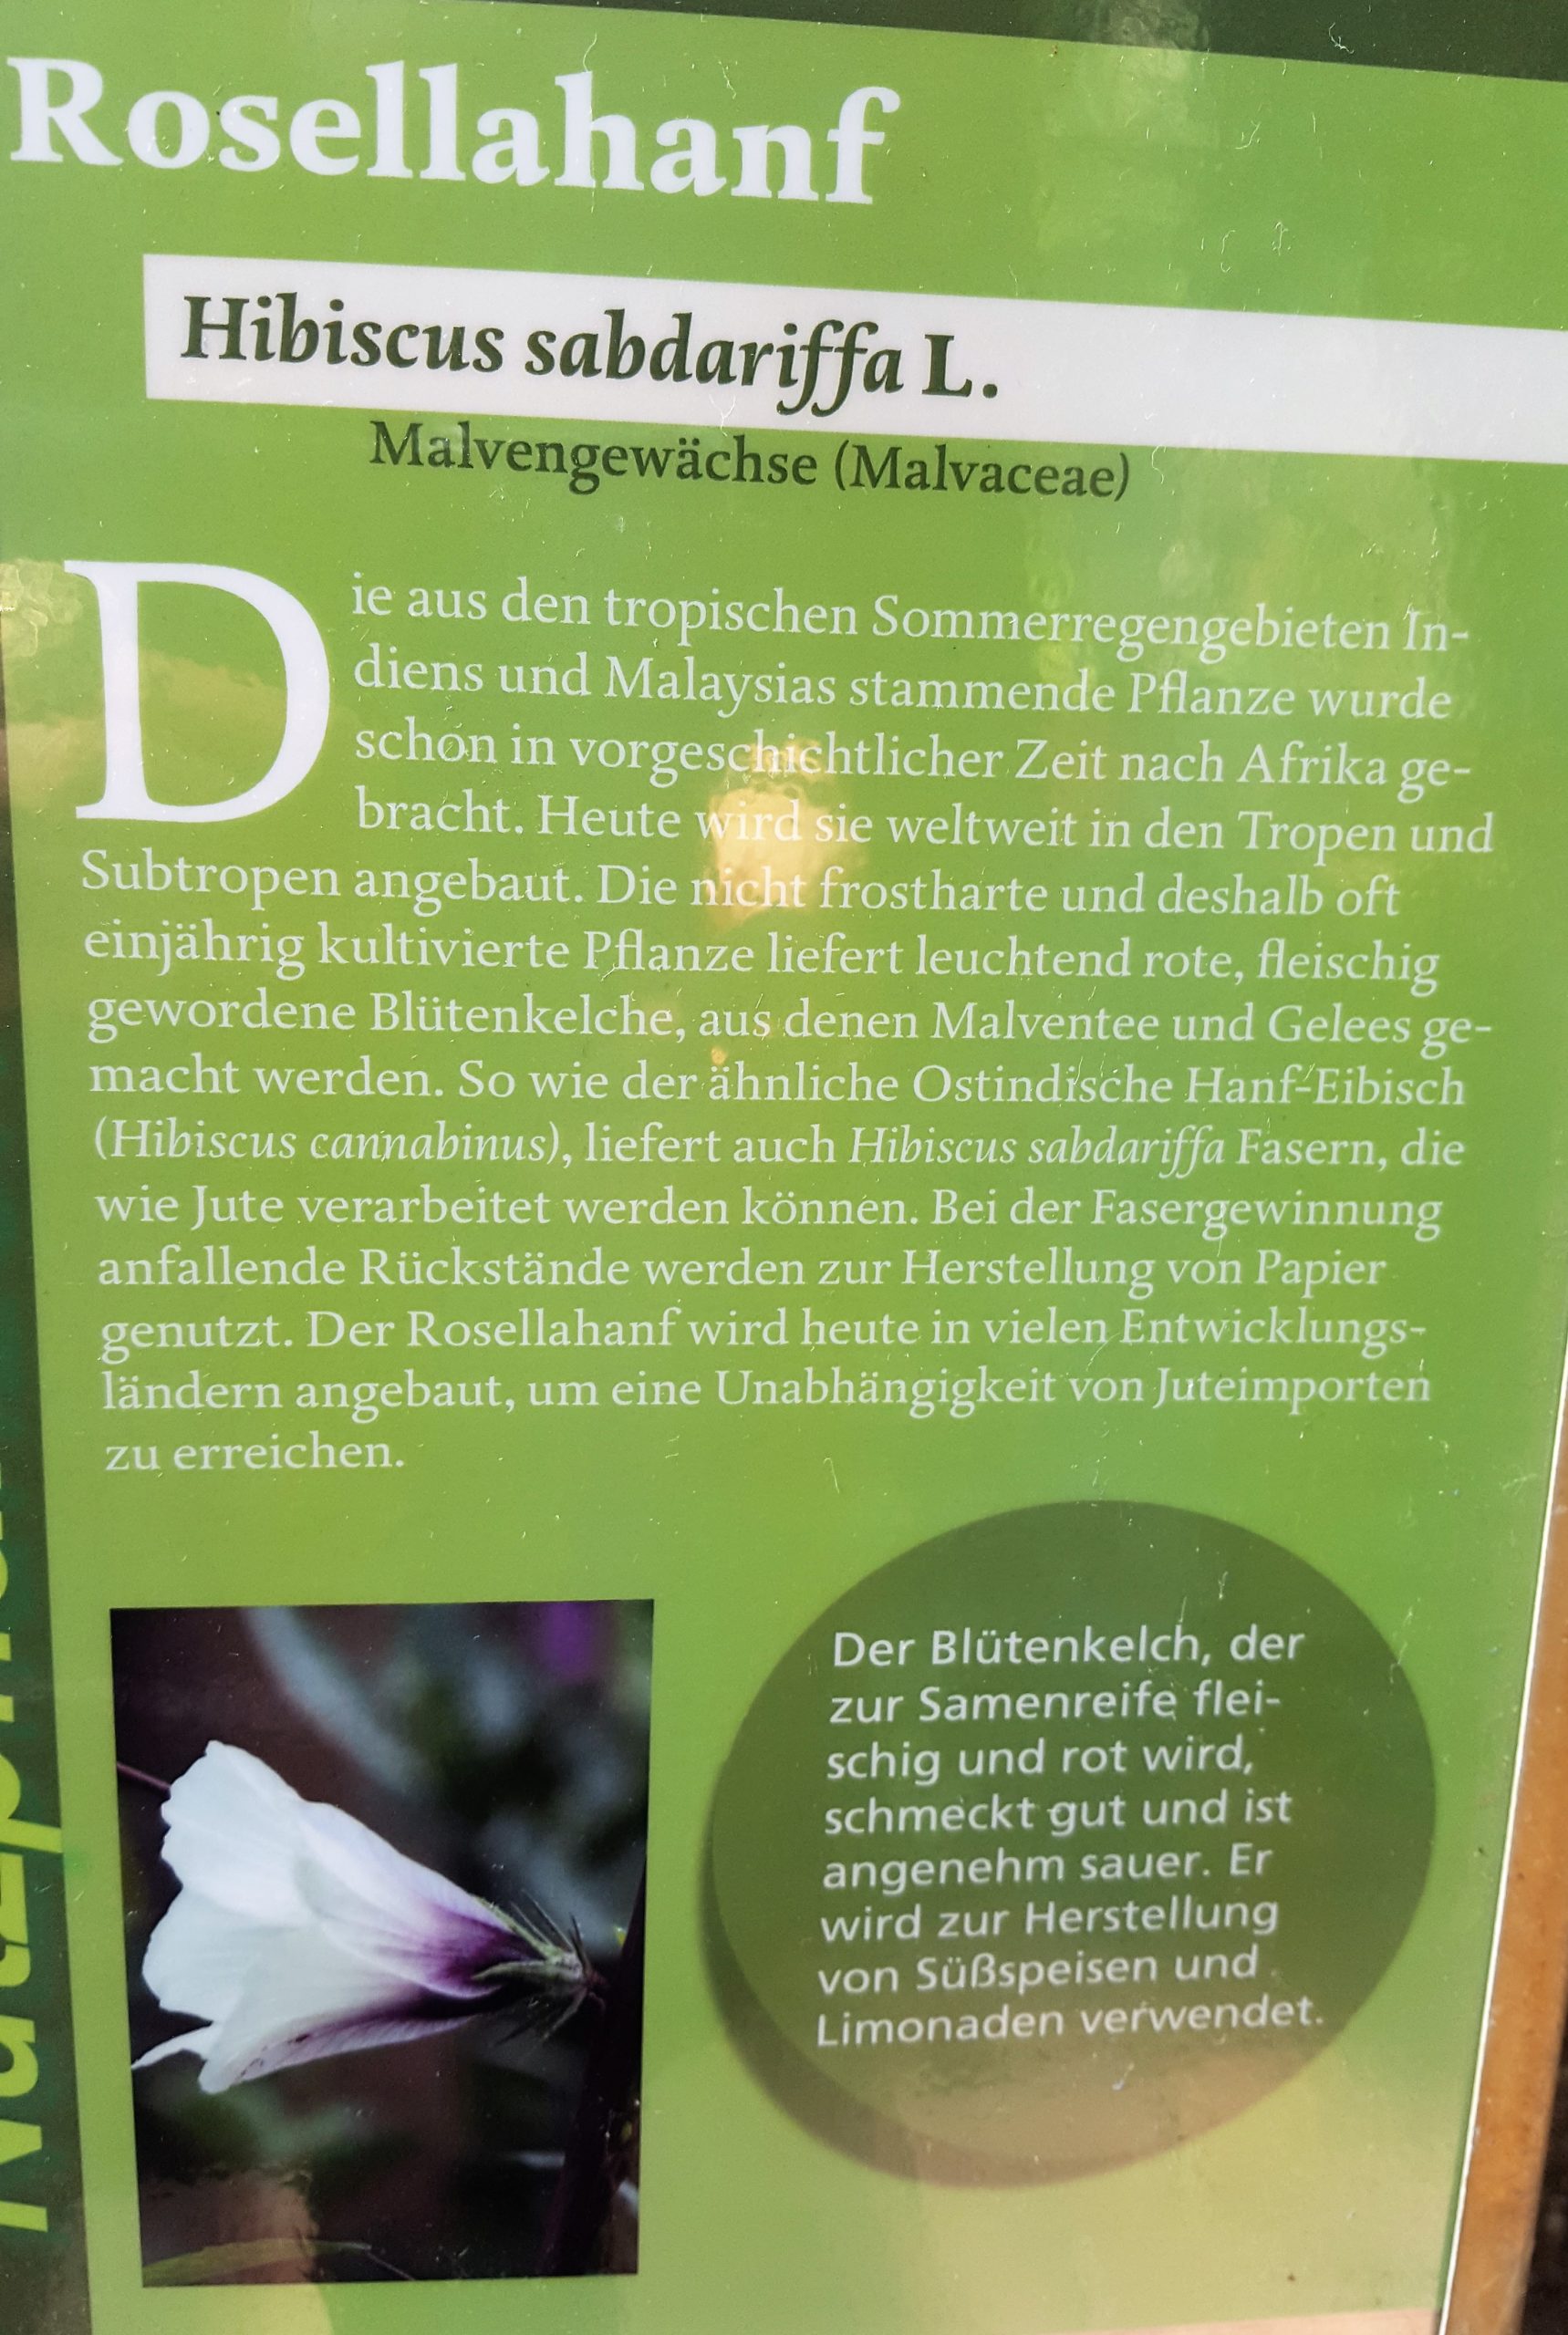 Rosellahanf
Hibiscus sabdariffa L.
Malvengewächse (Malvaceae)
Die aus den tropischen Sommerregengebieten In-
diens und Malaysias stammende Pflanze wurde
schon in vorgeschichtlicher Zeit nach Afrika ge-
bracht. Heute wird sie weltweit in den Tropen und
Subtropen angebaut. Die nicht frostharte und deshalb oft
einjährig kultivierte Pflanze liefert leuchtend rote, fleischig
gewordene Blütenkelche, aus denen Malventee und Gelees ge-
macht werden. So wie der ähnliche Ostindische Hanf-Eibisch
(Hibiscus cannabinus), liefert auch Hibiscus sabdariffa Fasern, die
wie Jute verarbeitet werden können. Bei der Fasergewinnung
anfallende Rückstände werden zur Herstellung von Papier
genutzt. Der Rosellahanf wird heute in vielen Entwicklungs-
ländern angebaut, um eine Unabhängigkeit von Juteimporten
zu erreichen.
Der Blütenkelch, der
zur Samenreife flei-
schig und rot wird,
schmeckt gut und ist
angenehm sauer. Er
wird zur Herstellung
von Süßspeisen und
Limonaden verwendet.